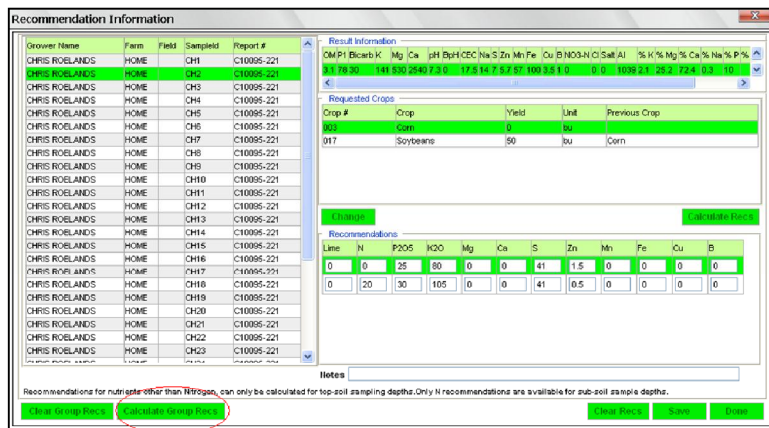 Recommendation Information
Grower Name Farm Field SampleId Report #
CHRIS ROELANDS HOME CH1 C10095-221
CHRIS ROELANDS HOME CH2 C10095-221
CHRIS ROELANDS HOME CH3 C10095-221
CHRIS ROELANDS HOME CH4 C10095-221
CHRIS ROELANDS HOME CH5 C10095-221
CHRIS ROELANDS HOME CH6 C10095-221
CHRIS ROELANDS HOME CH7 C10095-221
CHRIS ROELANDS HOME CH8 C10095-221
CHRIS ROELANDS HOME CH9 C10095-221
CHRIS ROELANDS HOME CH10 C10095-221
CHRIS ROELANDS HOME CH11 C10095-221
CHRIS ROELANDS HOME CH12 C10095-221
CHRIS ROELANDS HOME CH13 C10095-221
CHRIS ROELANDS HOME CH14 C10095-221
CHRIS ROELANDS HOME CH15 C10095-221
CHRIS ROELANDS HOME CH16 C10095-221
CHRIS ROELANDS HOME CH17 C10095-221
CHRIS ROELANDS HOME CH18 C10095-221
CHRIS ROELANDS HOME CH19 C10095-221
CHRIS ROELANDS HOME CH20 C10095-221
CHRIS ROELANDS HOME CH21 C10095-221
CHRIS ROELANDS HOME CH22 C10095-221
CHRIS ROELANDS HOME CH23 C10095-221
Result Information
OM P1 Bicarb K Mg Ca pH BpH CEC Na S Zn Mn Fe Cu B NO3-N Cl Salt Al % K % Mg % Ca % Na % P %
3.1 78 30 141 530 2540 7.3 0 17.5 14 7 5.7 57 100 3.5 1 0 0 0 1039 2.1 25.2 72.4 0.3 10
Requested Crops
Crop # Crop Yield Unit Previous Crop
003 Corn 0 bu
017 Soybeans 50 bu Corn
Change Calculate Recs
Recommendations
Lime N P2O5 K2O Mg Ca S Zn Mn Fe Cu B
0 0 25 80 0 0 41 1.5 0 0 0 0
0 20 30 105 0 0 41 0.5 0 0 0 0
Notes
Recommendations for nutrients other than Nitrogen, can only be calculated for top-soil sampling depths.Only N recommendations are available for sub-soil sample depths.
Clear Group Recs Calculate Group Recs Clear Recs Save Done